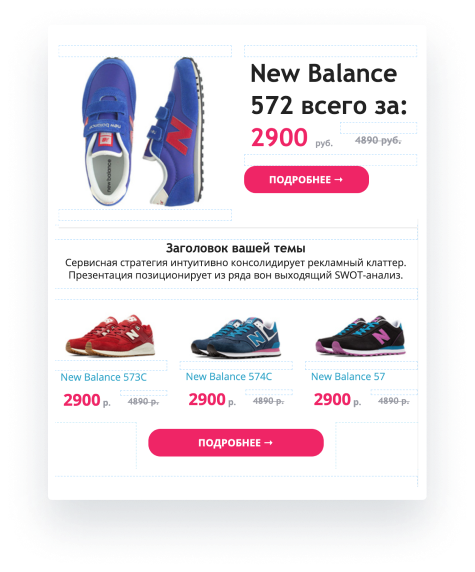 New Balance
572 всего за:
2900 руб. 4890 руб.
ПОДРОБНЕЕ →
new balance
Заголовок вашей темы
Сервисная стратегия интуитивно консолидирует рекламный клаттер.
Презентация позиционирует из ряда вон выходящий SWOT-анализ.
New Balance 573C New Balance 574C New Balance 57
2900 р. 4890 р. 2900 р. 4890 р. 2900 р. 4890 р.
ПОДРОБНЕЕ →